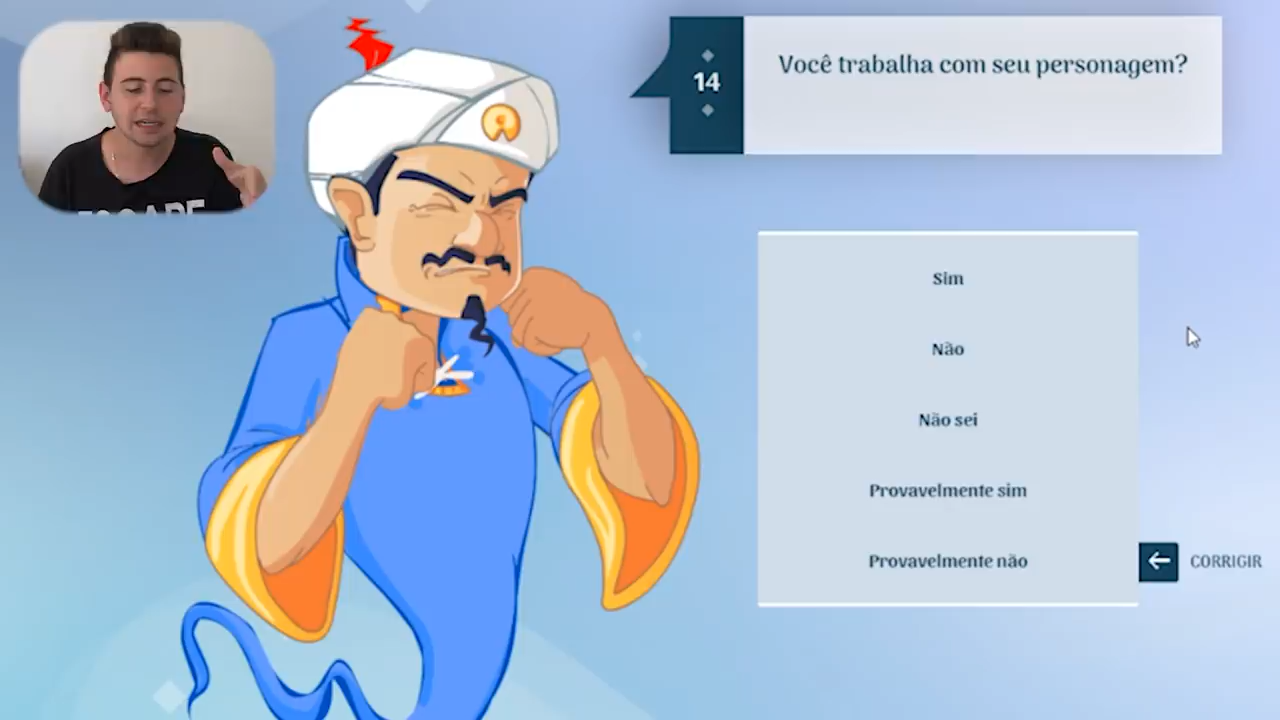 14
Você trabalha com seu personagem?
Sim
Não
Não sei
Provavelmente sim
Provavelmente não
CORRIGIR